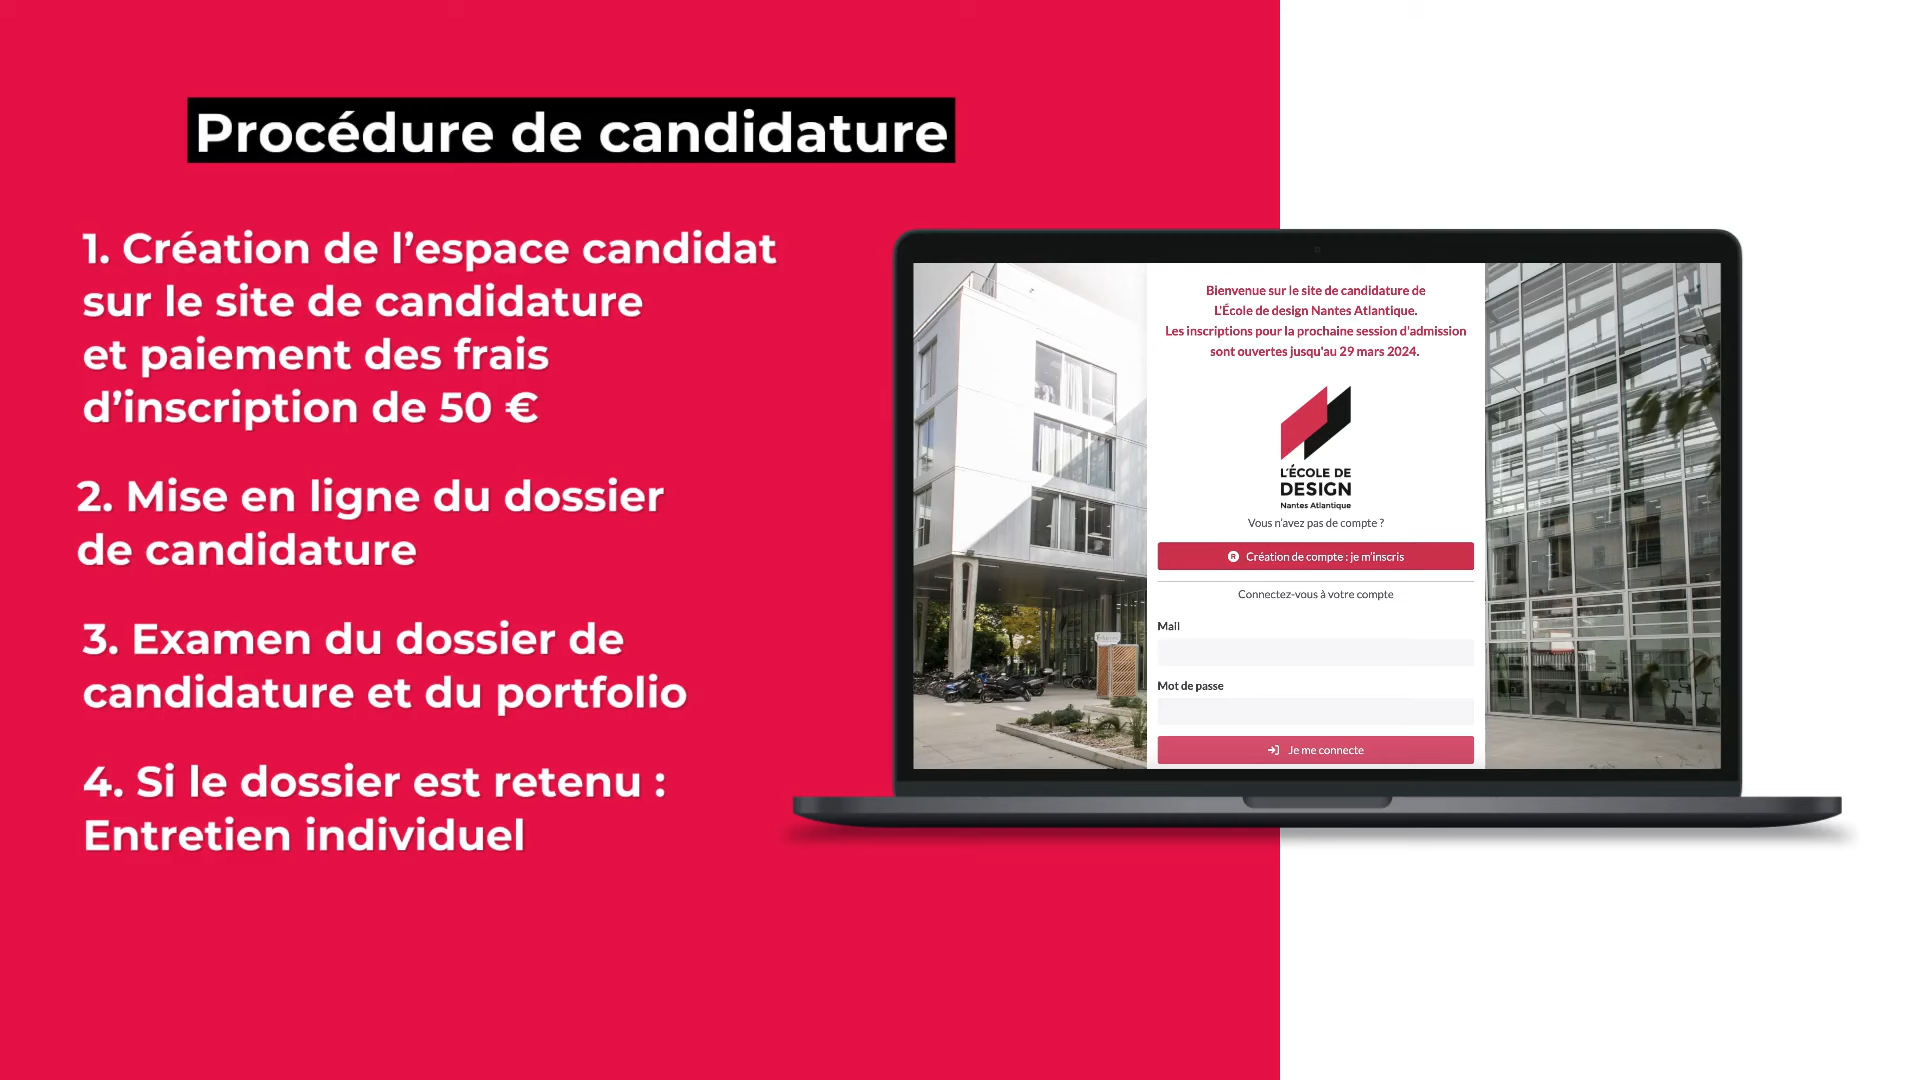 Procédure de candidature
1. Création de l’espace candidat
sur le site de candidature
et paiement des frais
d’inscription de 50 €
2. Mise en ligne du dossier
de candidature
3. Examen du dossier de
candidature et du portfolio
4. Si le dossier est retenu :
Entretien individuel
Bienvenue sur le site de candidature de
L'École de design Nantes Atlantique.
Les inscriptions pour la prochaine session d'admission
sont ouvertes jusqu'au 29 mars 2024.
L'ÉCOLE DE
DESIGN
Nantes Atlantique
Vous n'avez pas de compte ?
Création de compte : je m'inscris
Connectez-vous à votre compte
Mail
Mot de passe
Je me connecte